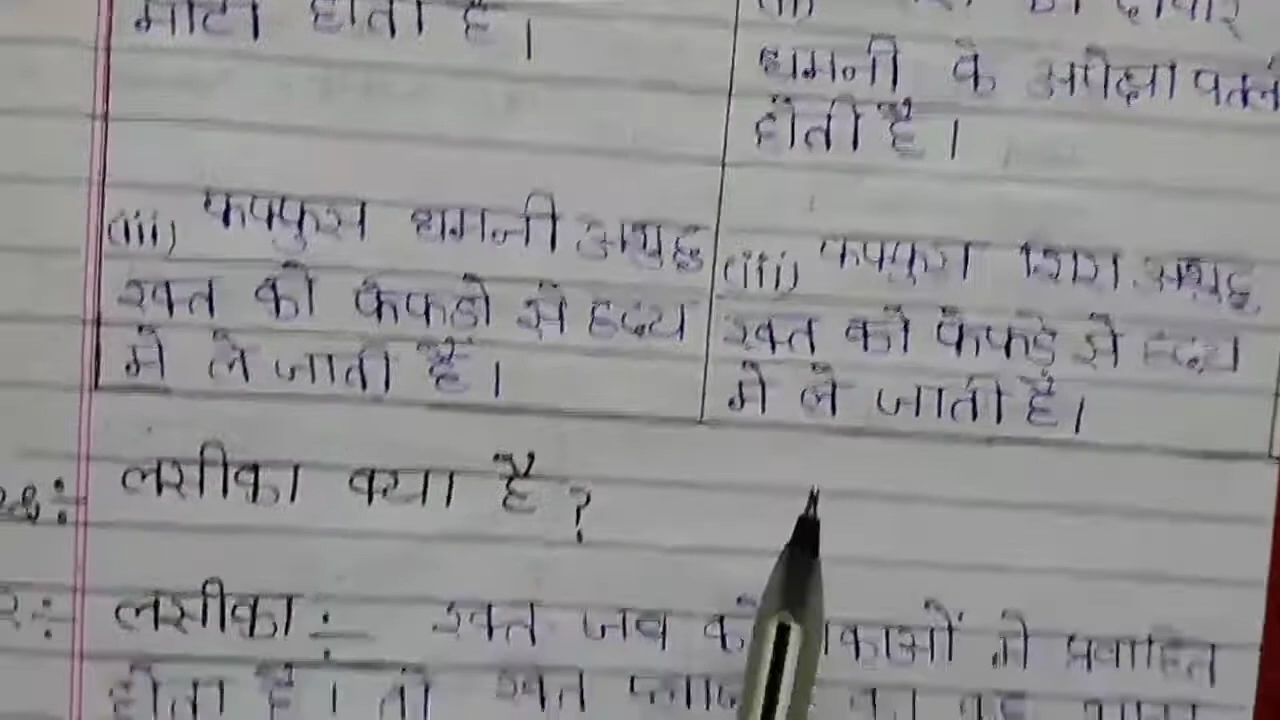 मोटी होती है।
धमनी के अपेक्षा पतली
होती है।
(iii) फुफ्फुस धमनी अशुद्ध
रक्त को फेफड़ो से हृदय
में ले जाती है।
(iii) फुफ्फुस शिरा अशुद्ध
रक्त को फेफड़े से हृदय
में ले जाती है।
लसीका क्या है?
लसीका :- रक्त जब को काओं में प्रवाहित
होता है। तो रक्त